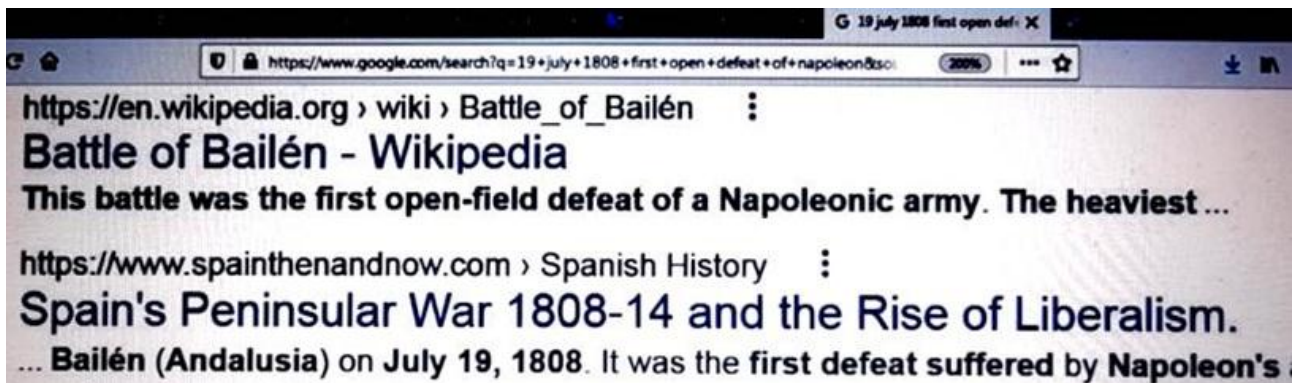 G 19 july 1808 first open def
https://www.google.com/search?q=19+july+1808+first+open+defeat+of+napoleon&so
200%
https://en.wikipedia.org › wiki › Battle_of_Bailén
Battle of Bailén - Wikipedia
This battle was the first open-field defeat of a Napoleonic army. The heaviest ...
https://www.spainthenandnow.com › Spanish History
Spain's Peninsular War 1808-14 and the Rise of Liberalism.
... Bailén (Andalusia) on July 19, 1808. It was the first defeat suffered by Napoleon's